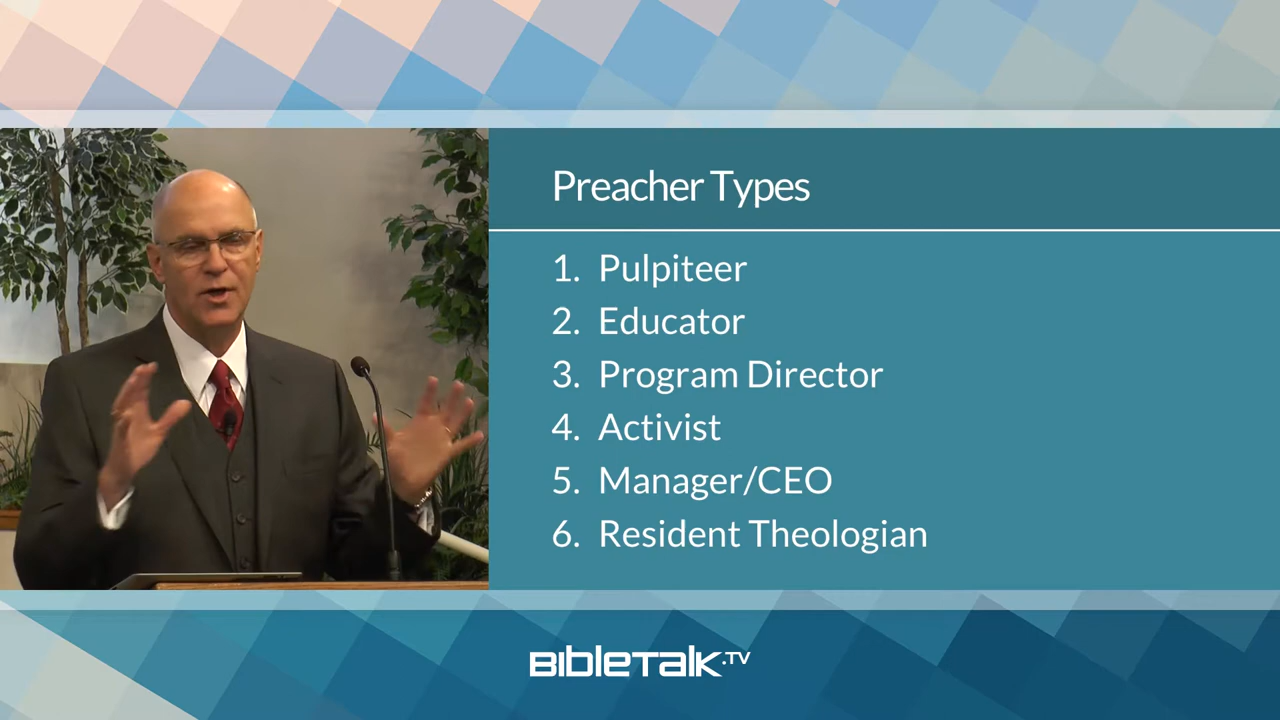 Preacher Types
1. Pulpiteer
2. Educator
3. Program Director
4. Activist
5. Manager/CEO
6. Resident Theologian
BibleTalk.TV